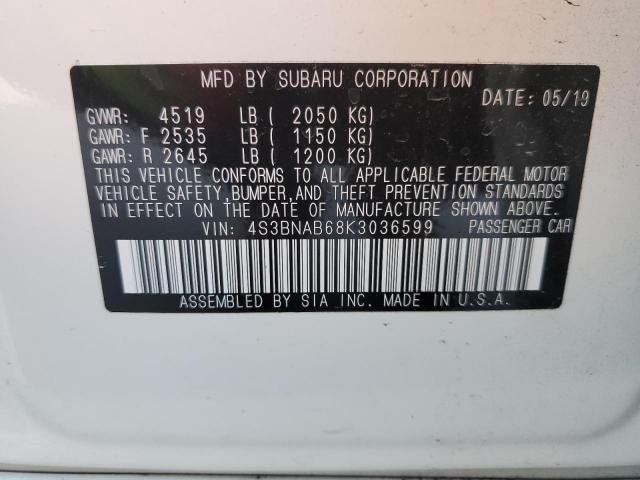 MFD BY SUBARU CORPORATION
DATE: 05/19
GVWR: 4519 LB ( 2050 KG)
GAWR: F 2535 LB ( 1150 KG)
GAWR: R 2645 LB ( 1200 KG)
THIS VEHICLE CONFORMS TO ALL APPLICABLE FEDERAL MOTOR
VEHICLE SAFETY,BUMPER,AND THEFT PREVENTION STANDARDS
IN EFFECT ON THE DATE OF MANUFACTURE SHOWN ABOVE.
VIN: 4S3BNAB68K3036599 PASSENGER CAR
ASSEMBLED BY SIA INC. MADE IN U.S.A.